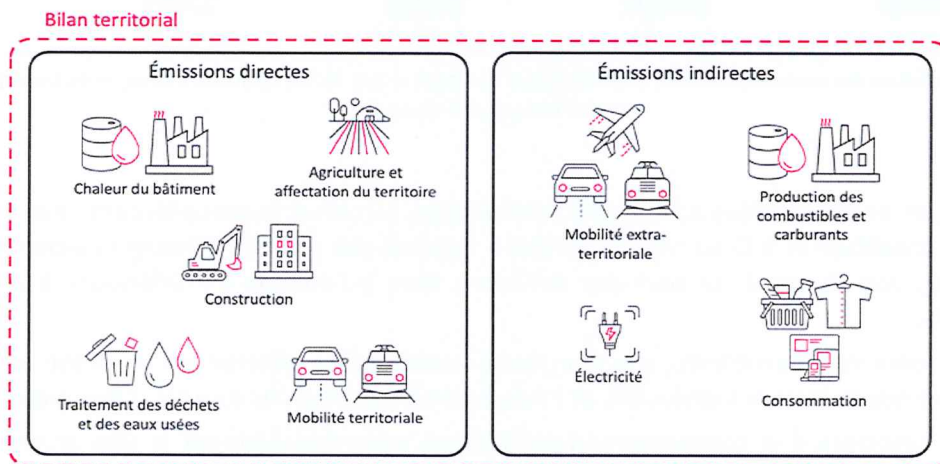 Bilan territorial
Émissions directes
Chaleur du bâtiment
Agriculture et
affectation du territoire
Construction
Traitement des déchets
et des eaux usées
Mobilité territoriale
Émissions indirectes
Mobilité extra-
territoriale
Production des
combustibles et
carburants
Électricité
Consommation